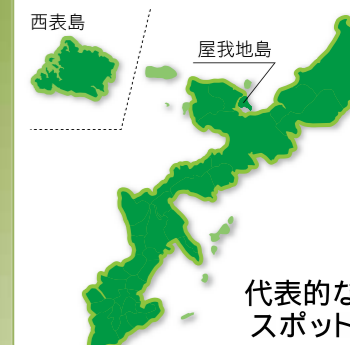 西表島
屋我地島
代表的な
スポット